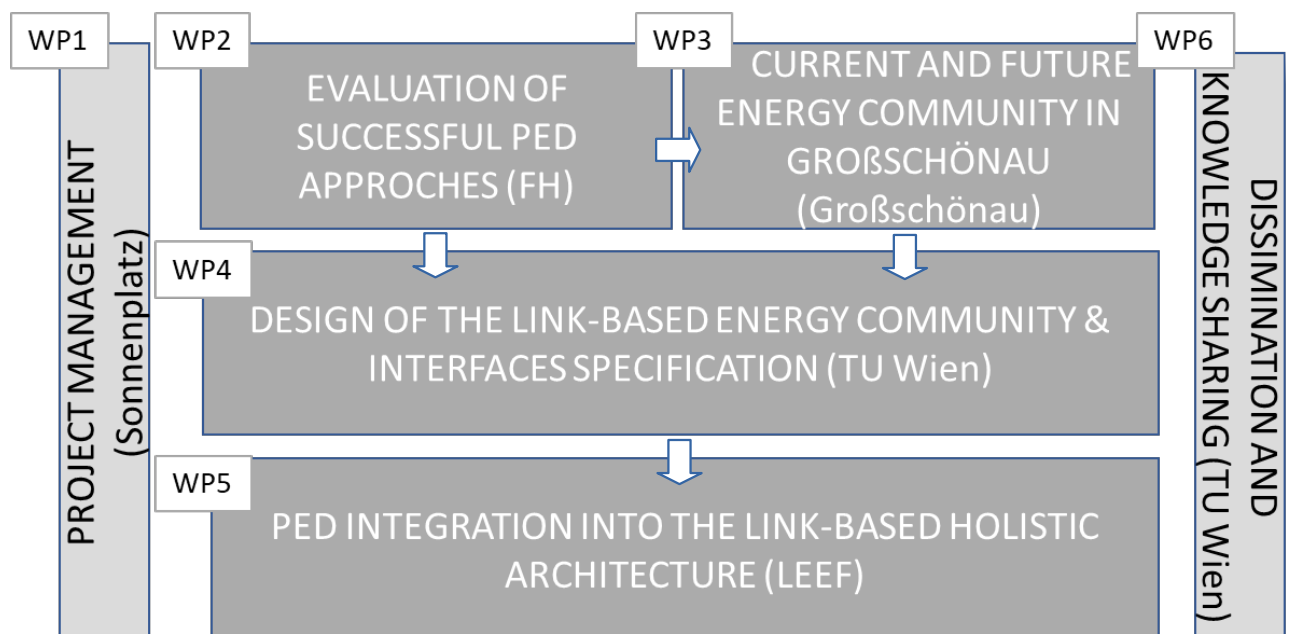 WP1
PROJECT MANAGEMENT
(Sonnenplatz)
WP2
EVALUATION OF
SUCCESSFUL PED
APPROCHES (FH)
WP3
CURRENT AND FUTURE
ENERGY COMMUNITY IN
GROßSCHÖNAU
(Großschönau)
WP4
DESIGN OF THE LINK-BASED ENERGY COMMUNITY &
INTERFACES SPECIFICATION (TU Wien)
WP5
PED INTEGRATION INTO THE LINK-BASED HOLISTIC
ARCHITECTURE (LEEF)
WP6
DISSIMINATION AND
KNOWLEDGE SHARING (TU Wien)